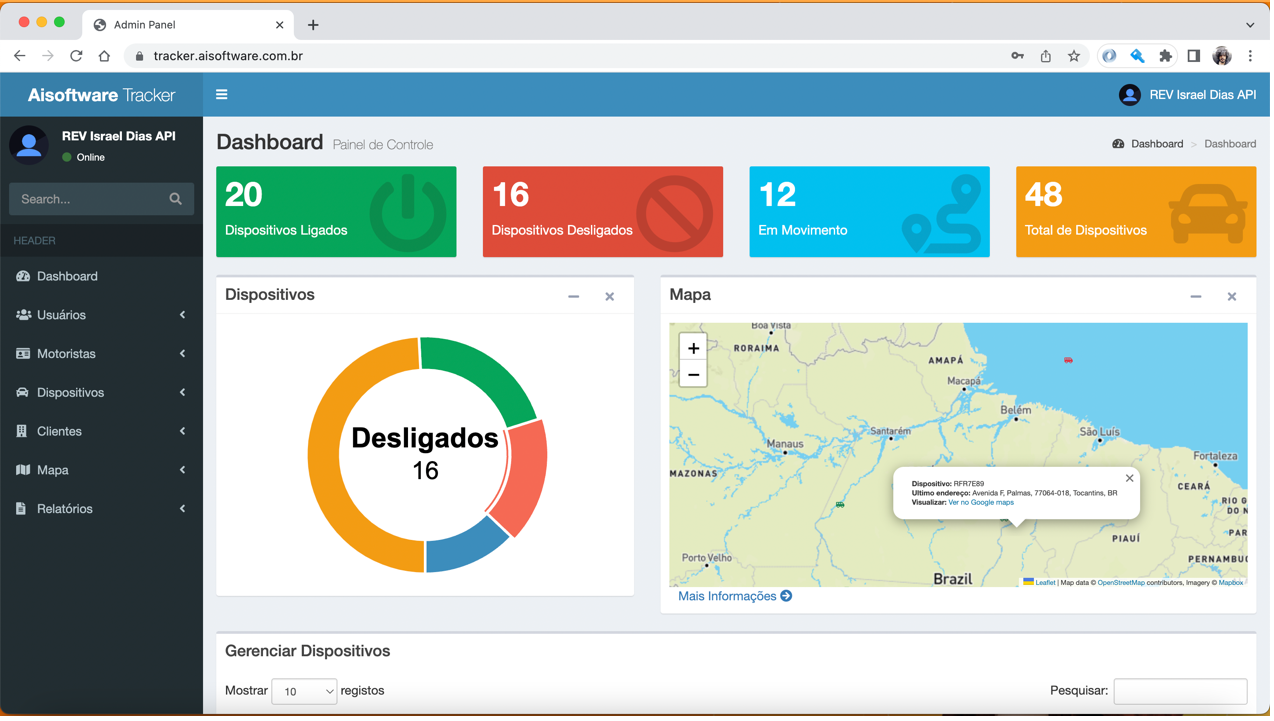 Admin Panel
tracker.aisoftware.com.br
Aisoftware Tracker
REV Israel Dias API
REV Israel Dias API
Online
Search...
HEADER
Dashboard
Usuários
Motoristas
Dispositivos
Clientes
Mapa
Relatórios
Dashboard Painel de Controle
Dashboard > Dashboard
20
Dispositivos Ligados
16
Dispositivos Desligados
12
Em Movimento
48
Total de Dispositivos
Dispositivos
Desligados
16
Mapa
+
−
Boa Vista
RORAIMA
AMAPÁ
Macapá
Belém
Santarém
São Luís
Manaus
Fortaleza
MAZONAS
CEARÁ
RIO G
DO N
PAR
PIAUÍ
PERNAMBUC
Porto Velho
Brazil
Dispositivo: RFR7E89
Ultimo endereço: Avenida F, Palmas, 77064-018, Tocantins, BR
Visualizar: Ver no Google maps
Leaflet | Map data © OpenStreetMap contributors, Imagery © Mapbox
Mais Informações
Gerenciar Dispositivos
Mostrar 10 registos
Pesquisar: